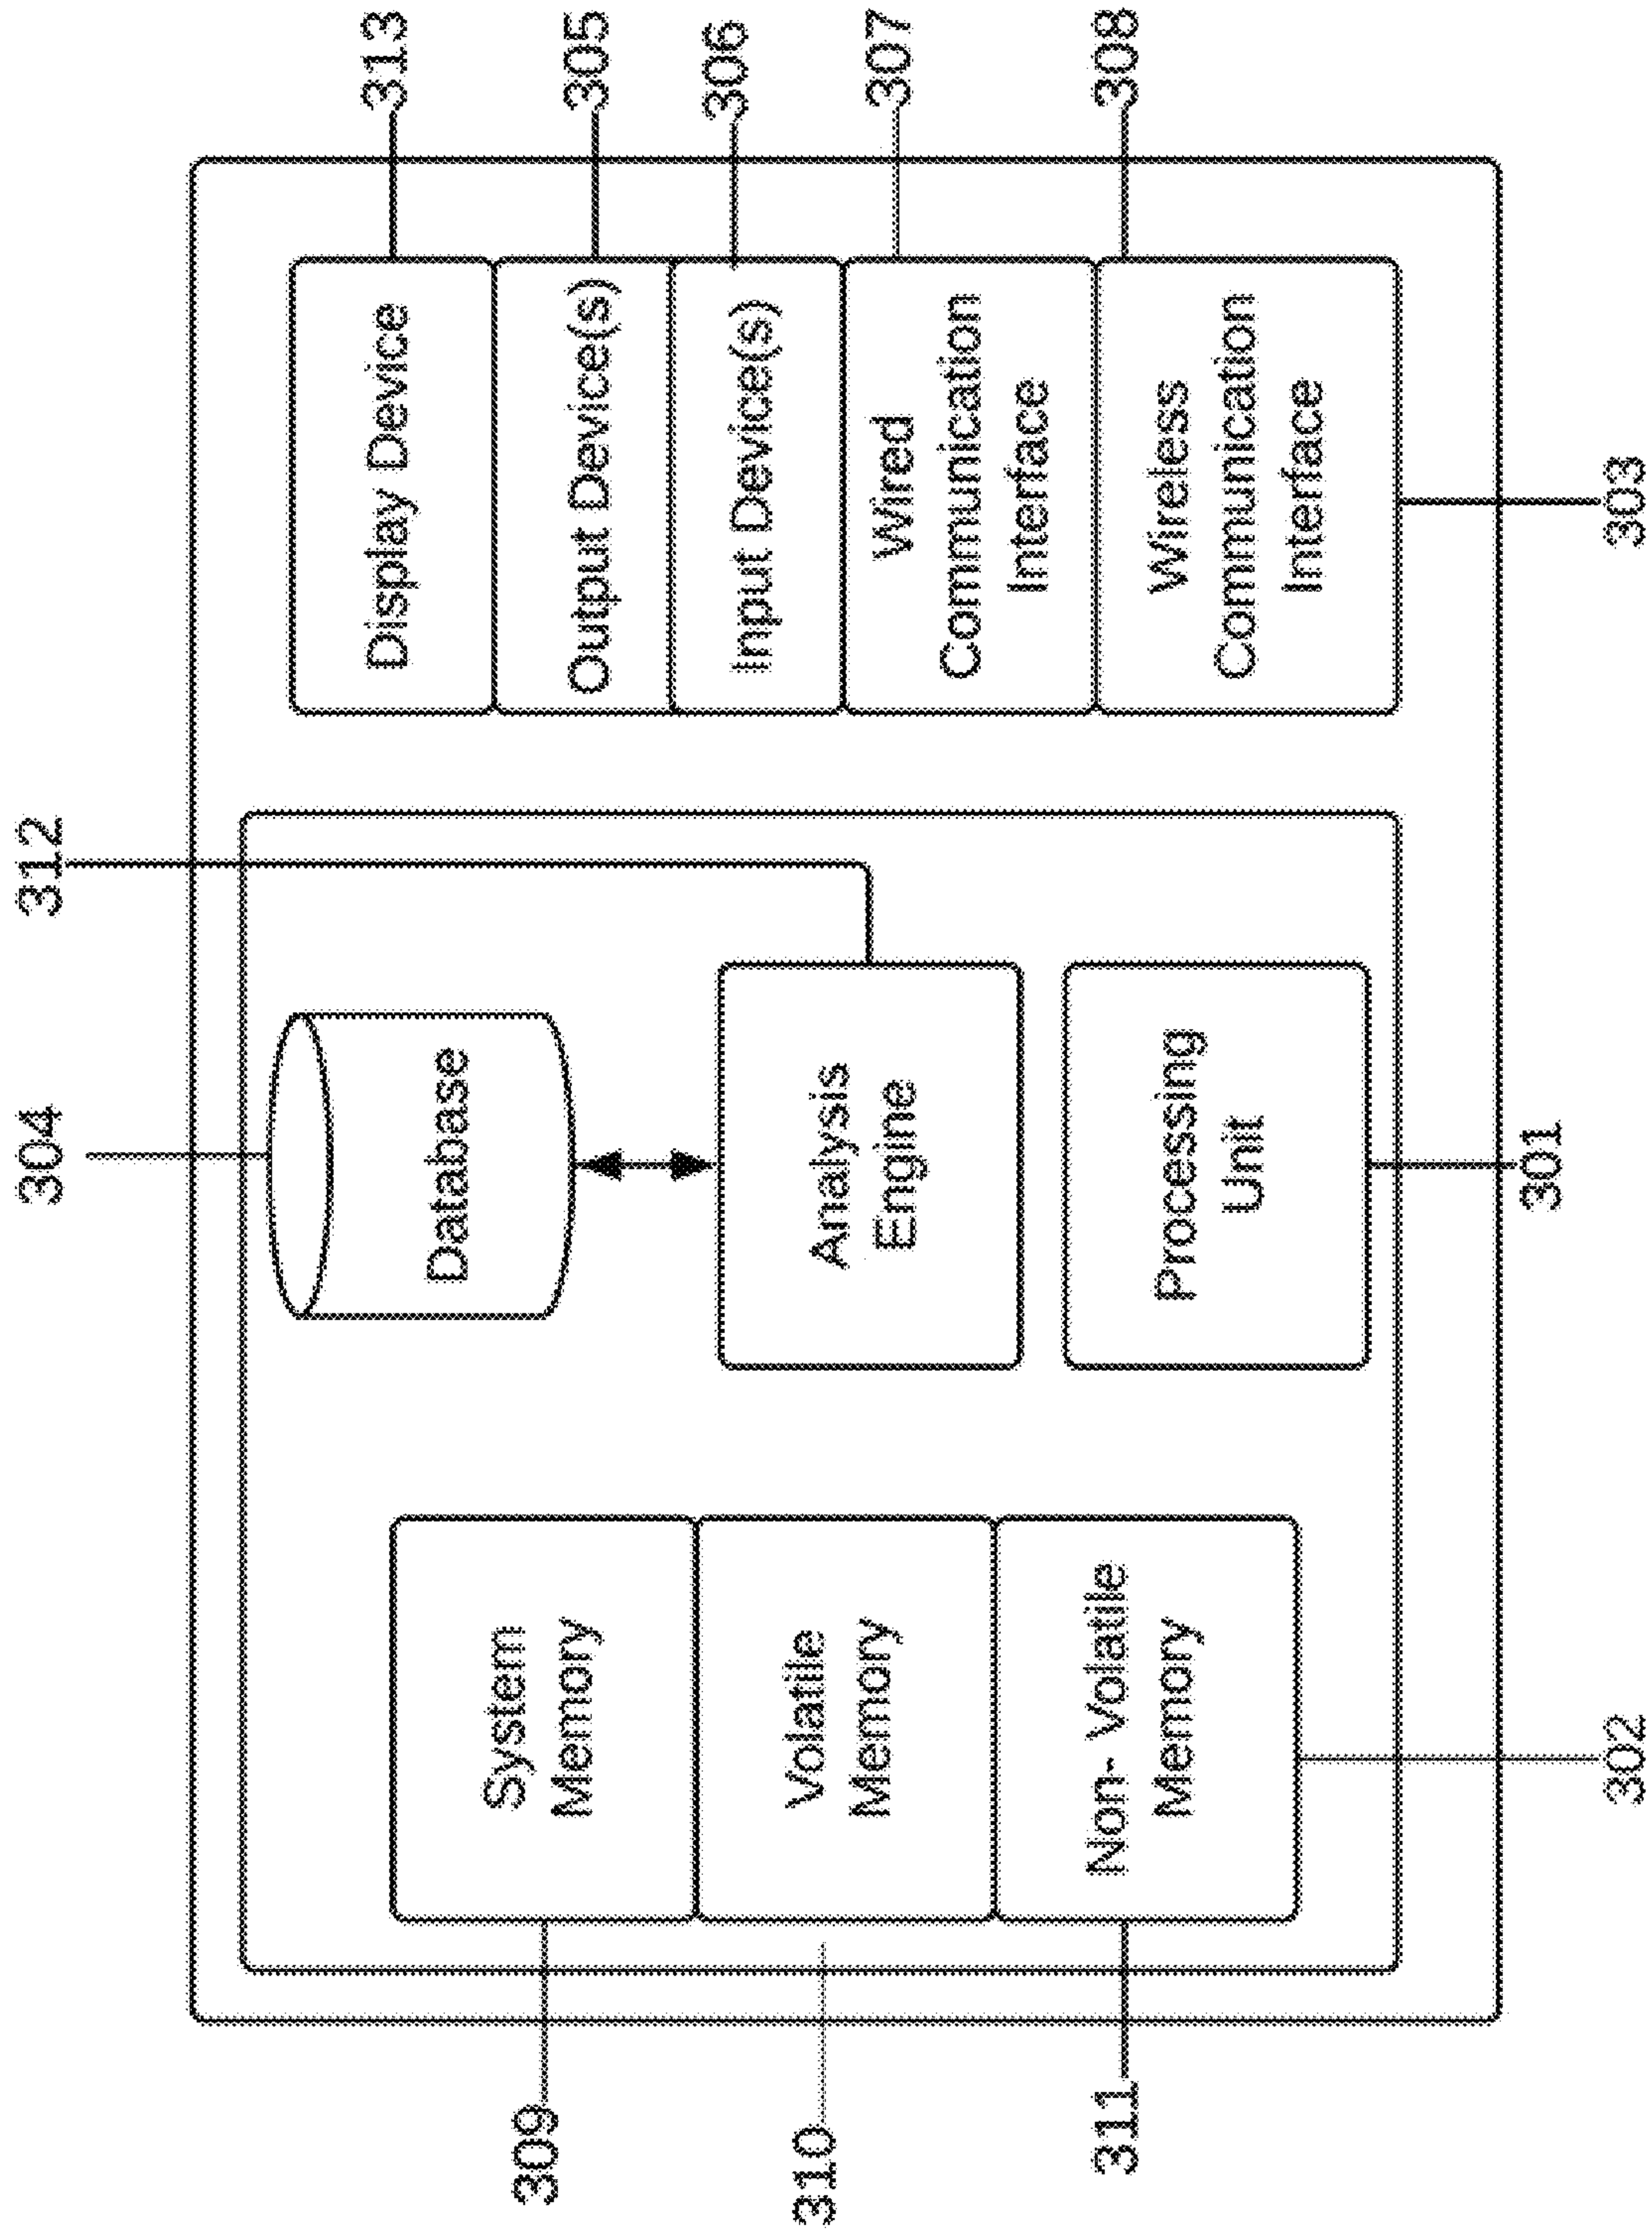 304
312
309
System
Memory
310
Volatile
Memory
311
Non- Volatile
Memory
302
Database
Analysis
Engine
Processing
Unit
301
Display Device
313
Output Device(s)
305
Input Device(s)
306
Wired
Communication
Interface
307
Wireless
Communication
Interface
308
303